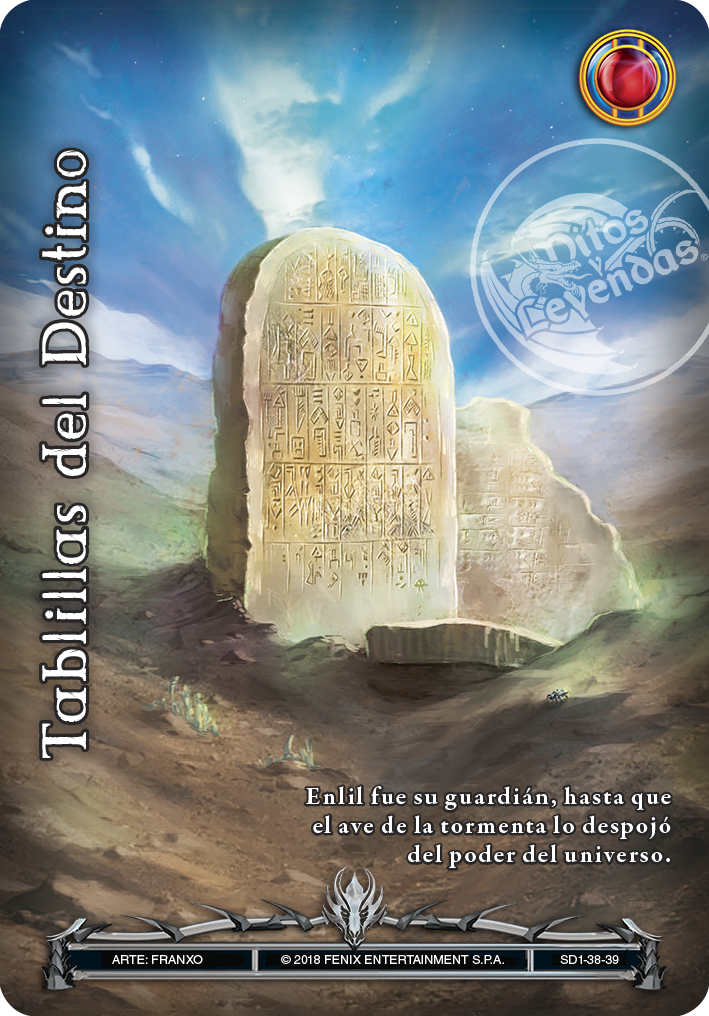 Tablillas del Destino
Mitos
y
Leyendas®
Enlil fue su guardián, hasta que
el ave de la tormenta lo despojó
del poder del universo.
ARTE: FRANXO
© 2018 FENIX ENTERTAINMENT S.P.A.
SD1-38-39